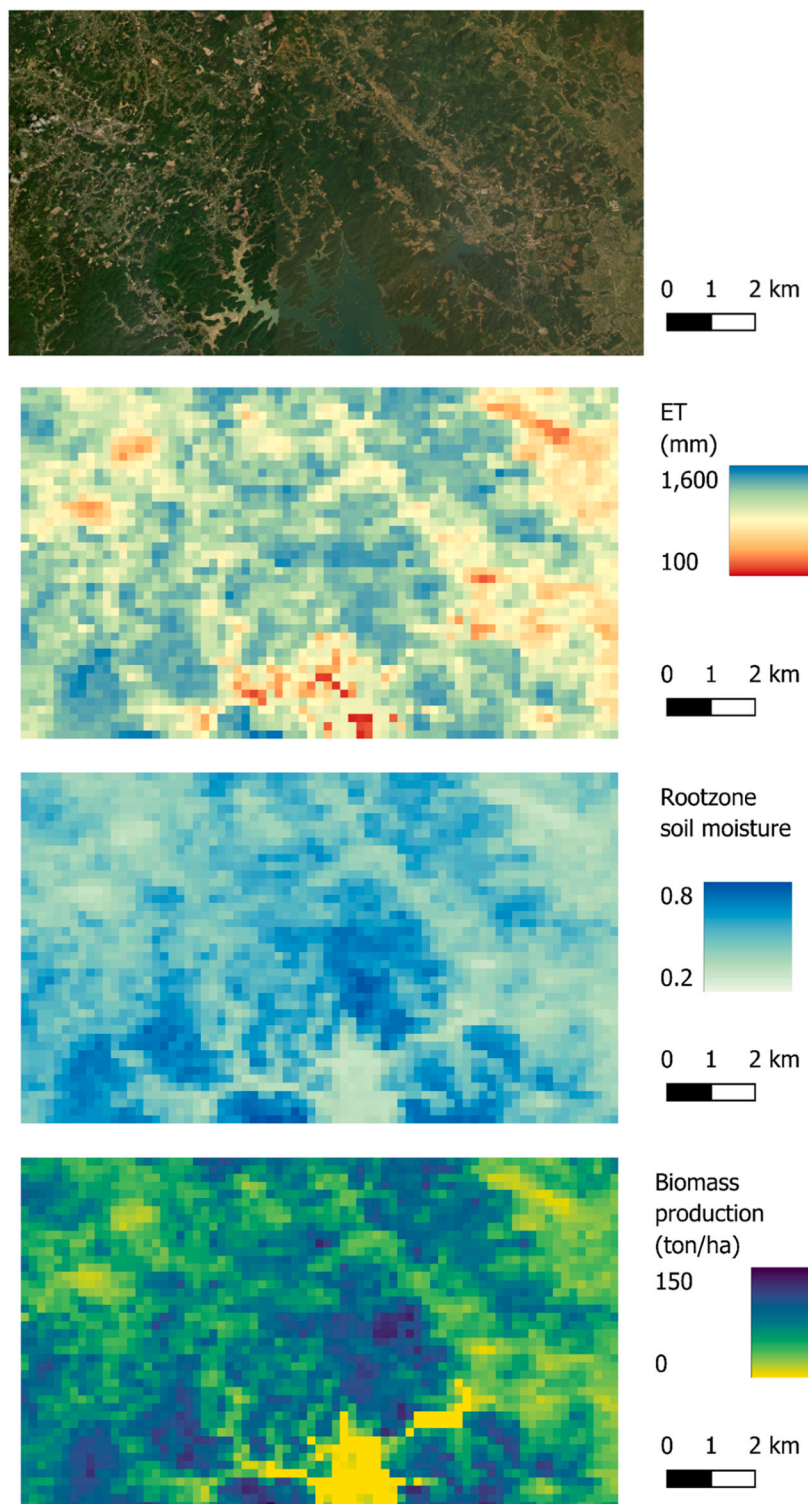 0 1 2 km
ET
(mm)
1,600
100
0 1 2 km
Rootzone
soil moisture
0.8
0.2
0 1 2 km
Biomass
production
(ton/ha)
150
0
0 1 2 km